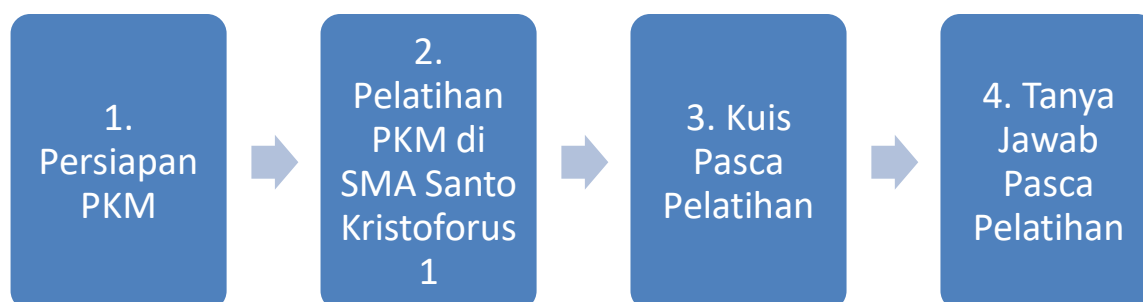 1.
Persiapan
PKM
2.
Pelatihan
PKM di
SMA Santo
Kristoforus
1
3. Kuis
Pasca
Pelatihan
4. Tanya
Jawab
Pasca
Pelatihan